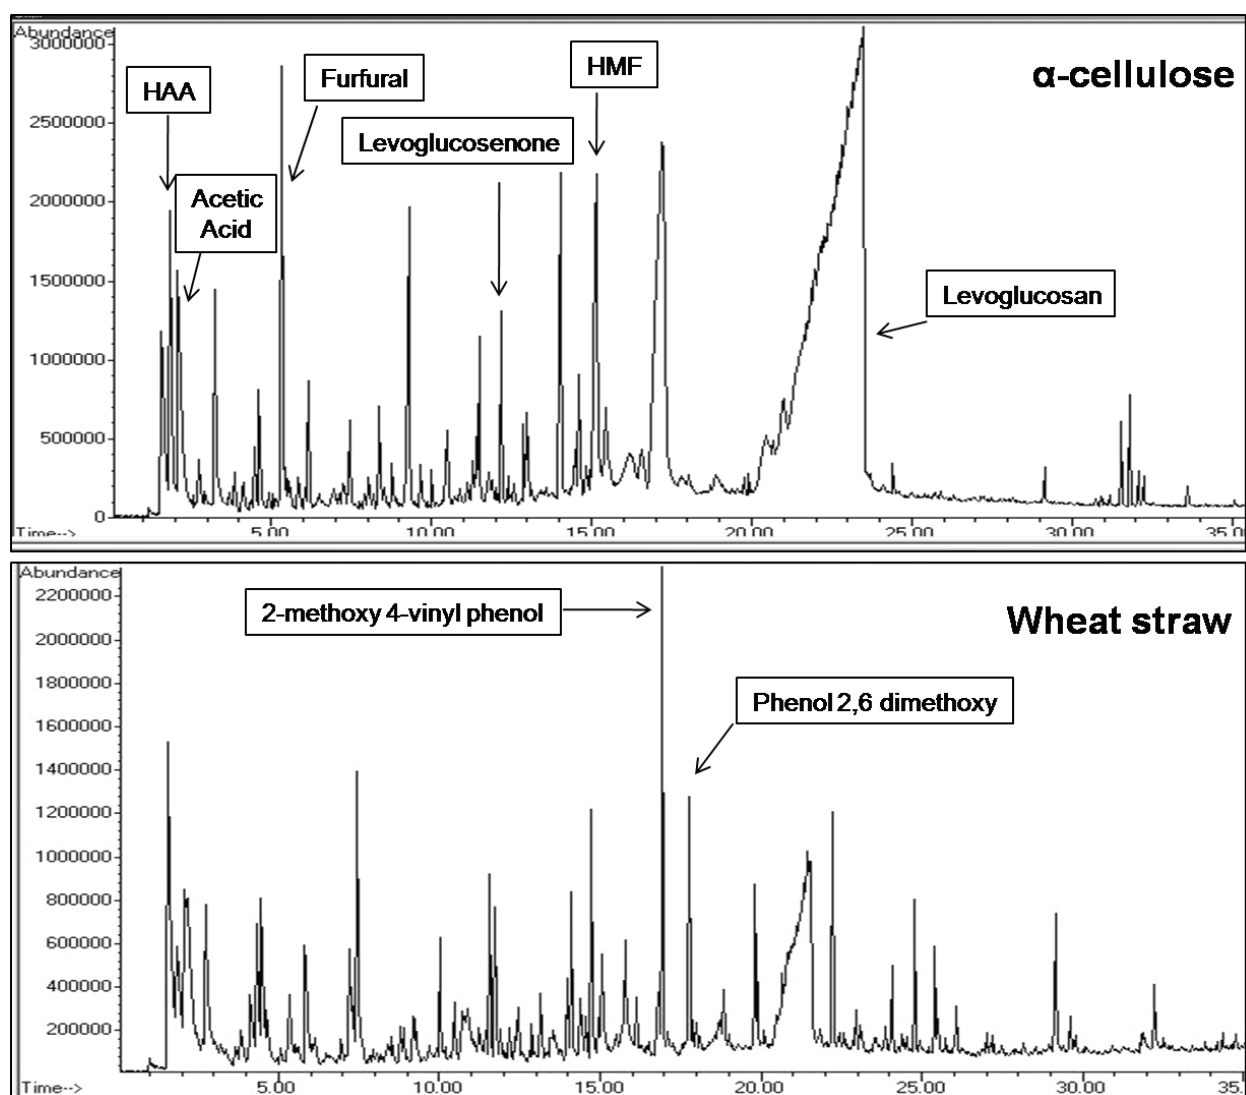 Abundance
3000000
2500000
2000000
1500000
1000000
500000
0
Time-->
5.00
10.00
15.00
20.00
25.00
30.00
35.0
α-cellulose
HAA
Furfural
HMF
Levoglucosenone
Acetic
Acid
Levoglucosan
Abundance
2200000
2000000
1800000
1600000
1400000
1200000
1000000
800000
600000
400000
200000
Time-->
5.00
10.00
15.00
20.00
25.00
30.00
35.
Wheat straw
2-methoxy 4-vinyl phenol
Phenol 2,6 dimethoxy